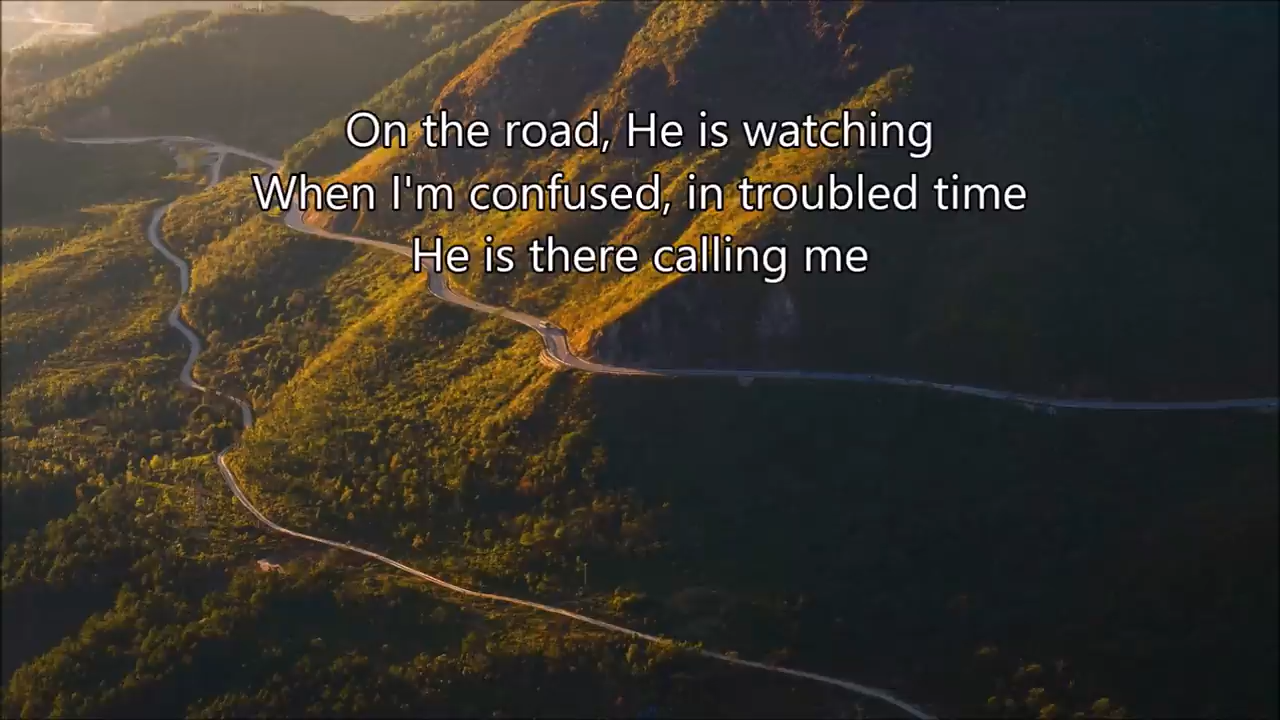 On the road, He is watching
When I'm confused, in troubled time
He is there calling me